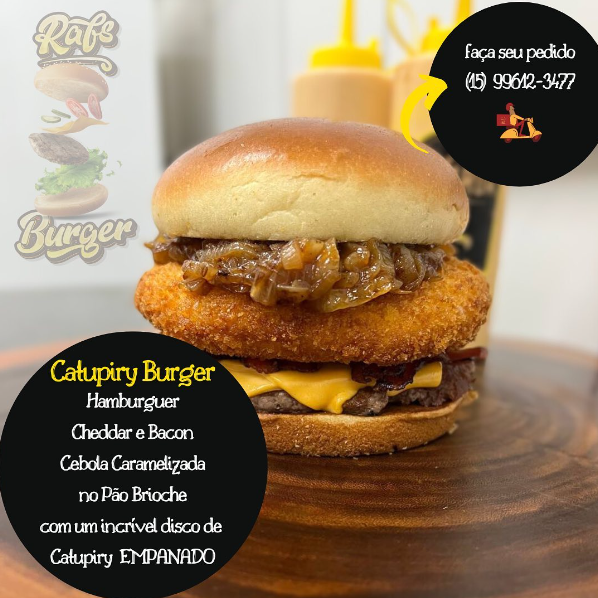 Rafs
Burger
faça seu pedido
(15) 99612-3477
Catupiry Burger
Hamburguer
Cheddar e Bacon
Cebola Caramelizada
no Pão Brioche
com um incrível disco de
Catupiry EMPANADO